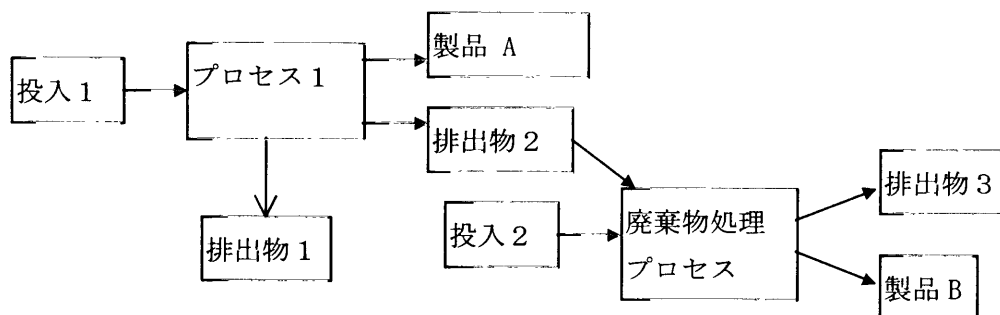 製品 A
プロセス1
投入1
排出物2
排出物3
排出物1
投入2
廃棄物処理
プロセス
製品 B